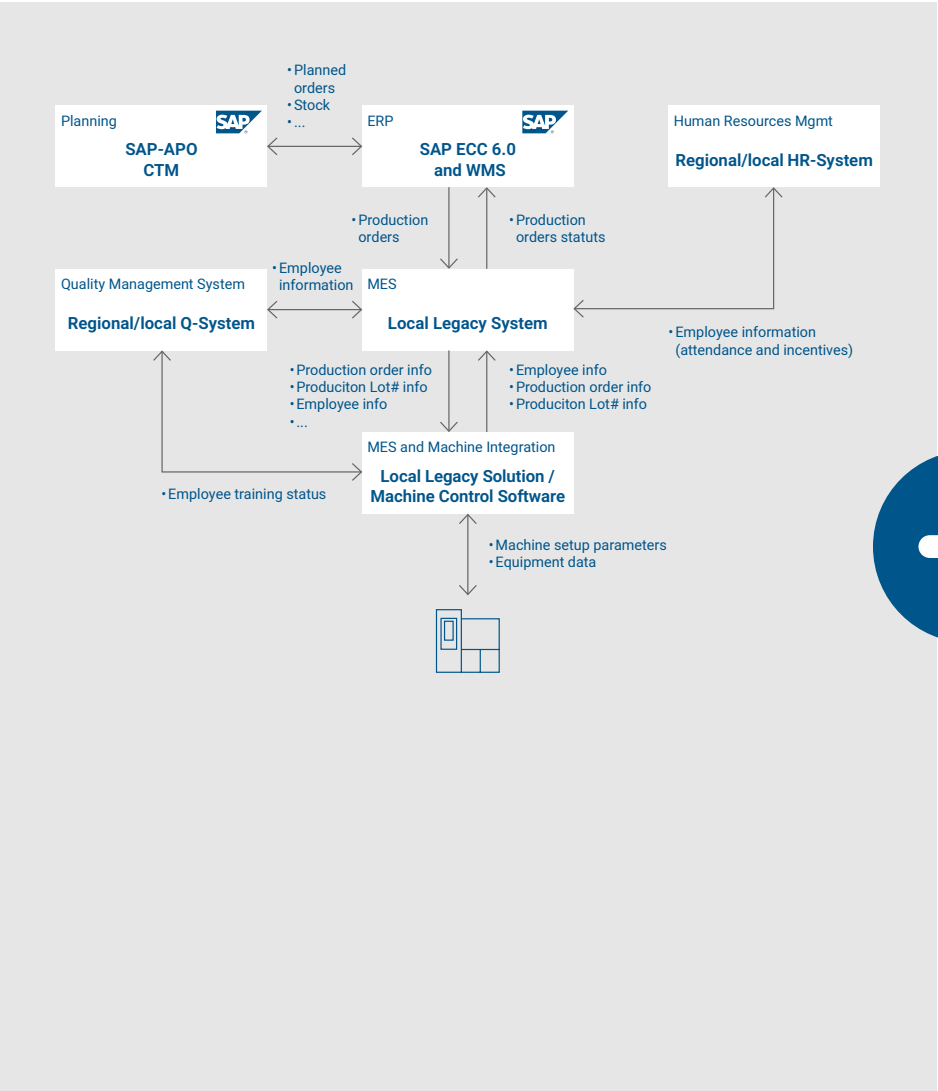 • Planned
orders
• Stock
• ...
Planning
SAP
SAP-APO
CTM
ERP
SAP
SAP ECC 6.0
and WMS
Human Resources Mgmt
Regional/local HR-System
• Production
orders
• Production
orders statuts
Quality Management System
Regional/local Q-System
• Employee
information
MES
Local Legacy System
• Employee information
(attendance and incentives)
• Production order info
• Produciton Lot# info
• Employee info
• ...
• Employee info
• Production order info
• Produciton Lot# info
MES and Machine Integration
Local Legacy Solution /
Machine Control Software
• Employee training status
• Machine setup parameters
• Equipment data